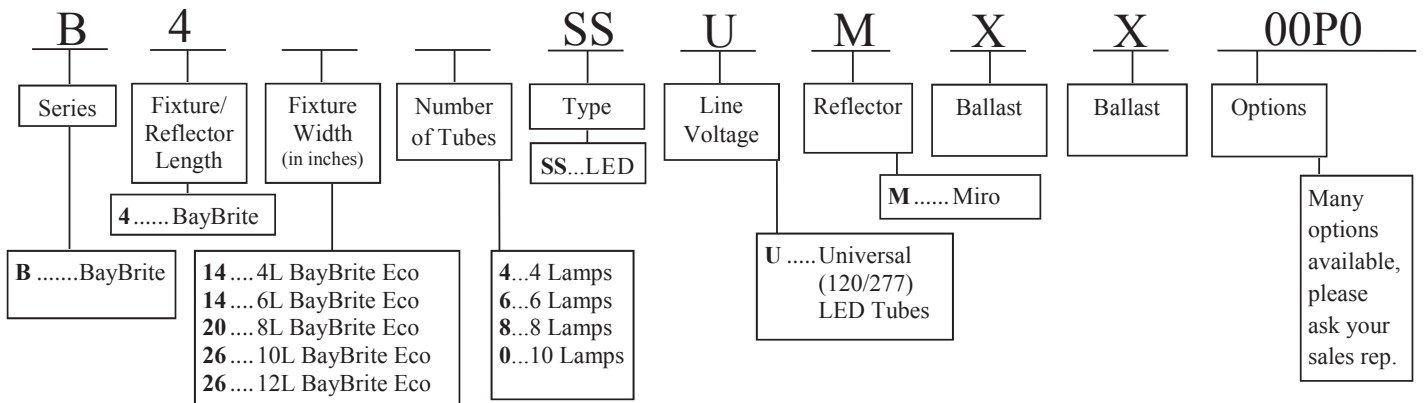 B 4 SS U M X X 00P0
Series
Fixture/
Reflector
Length
Fixture
Width
(in inches)
Number
of Tubes
Type
Line
Voltage
Reflector
Ballast
Ballast
Options
SS...LED
4......BayBrite
M......Miro
B.......BayBrite
14....4L BayBrite Eco
14....6L BayBrite Eco
20....8L BayBrite Eco
26....10L BayBrite Eco
26....12L BayBrite Eco
4...4 Lamps
6...6 Lamps
8...8 Lamps
0...10 Lamps
U.....Universal
(120/277)
LED Tubes
Many
options
available,
please
ask your
sales rep.